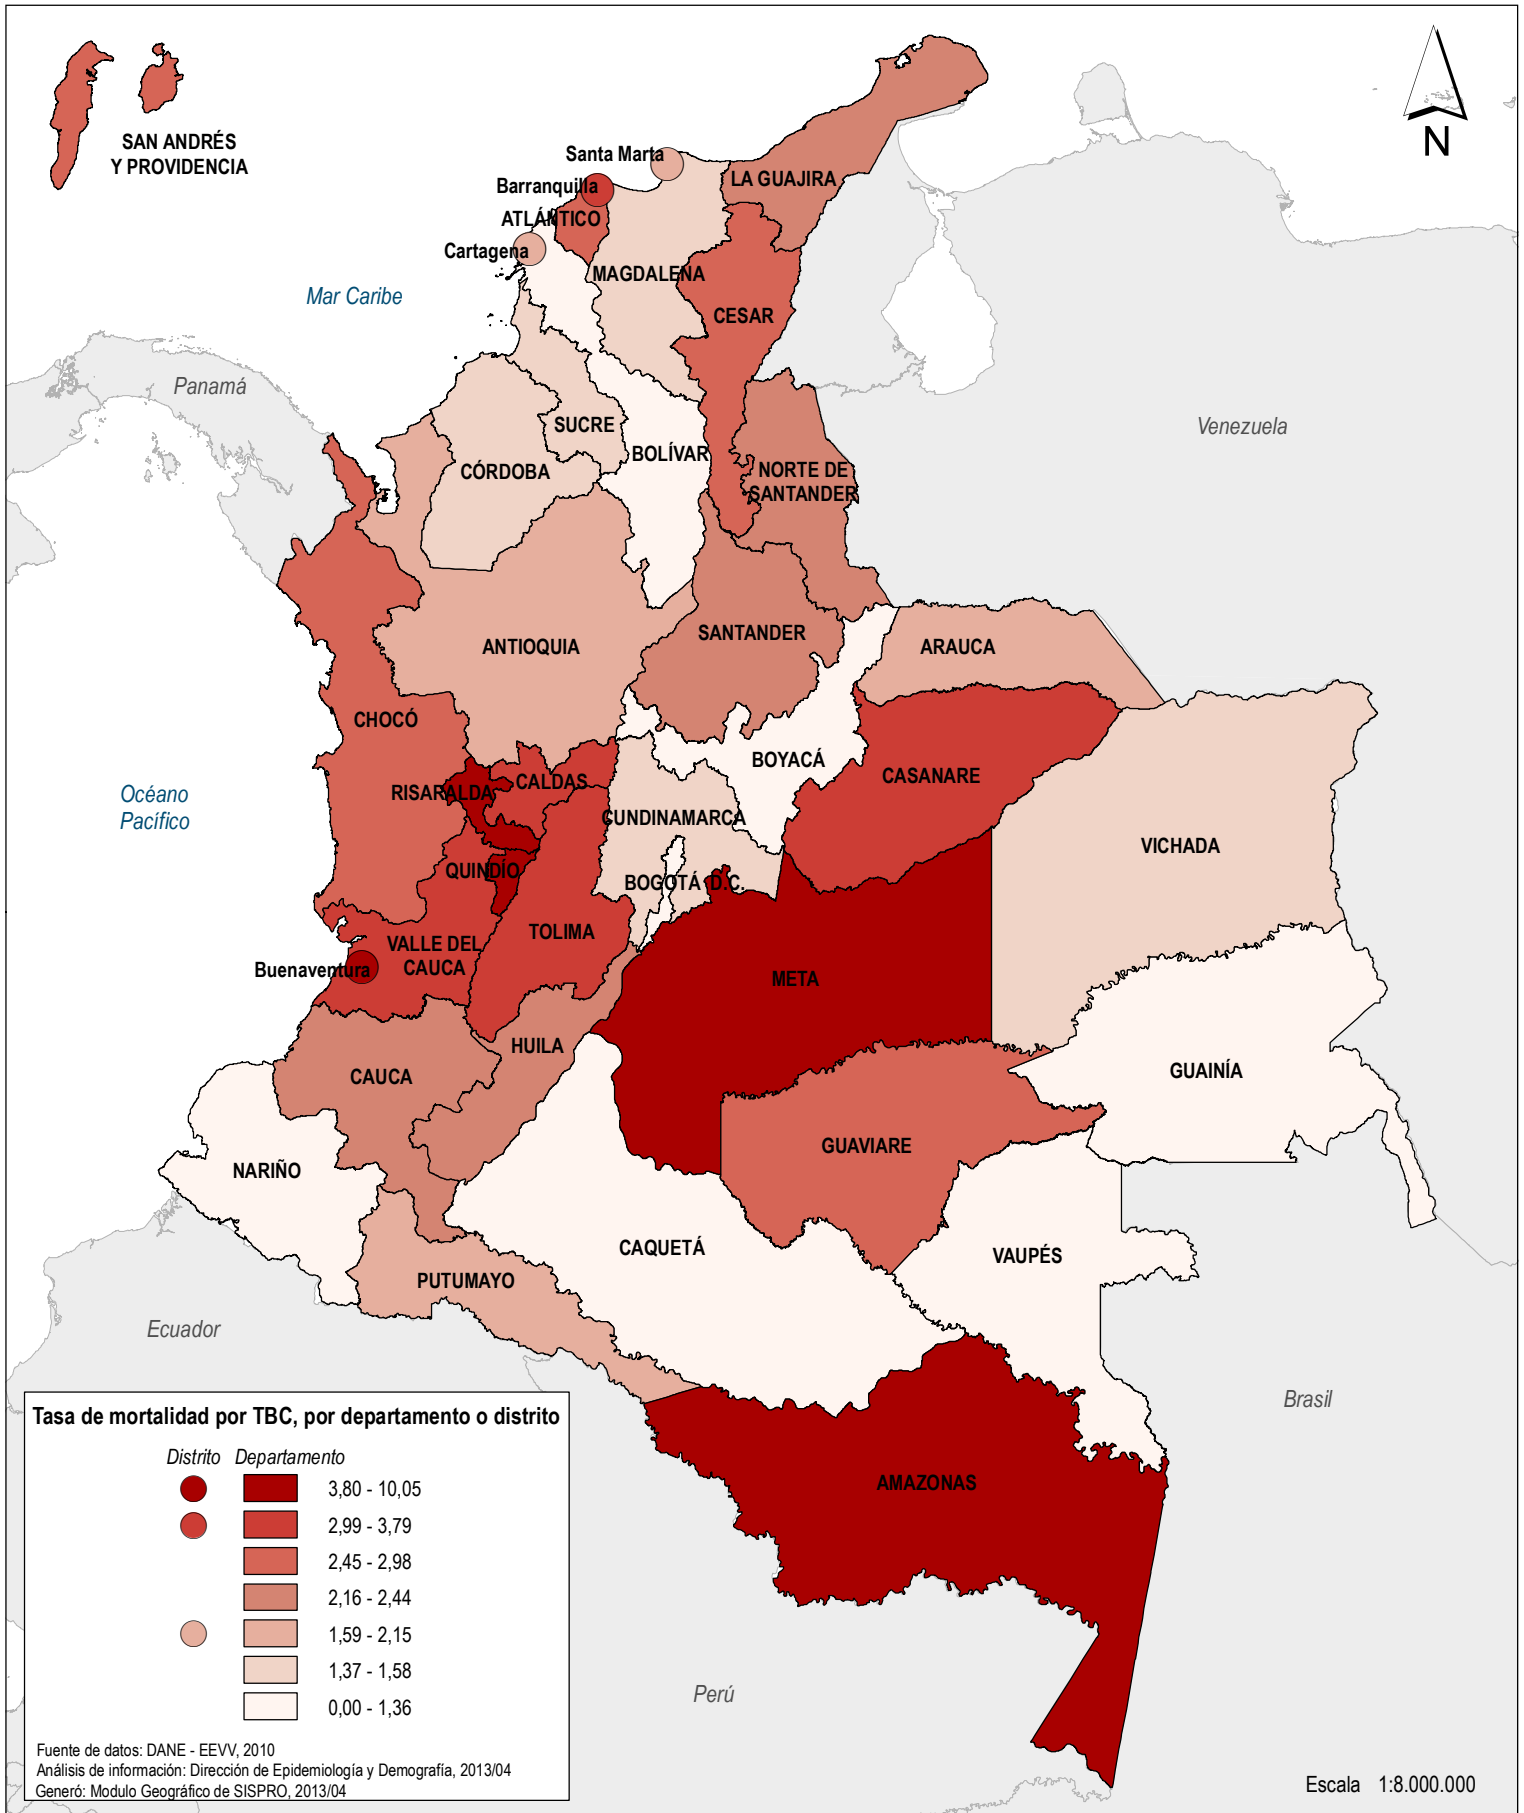 N
SAN ANDRÉS
Y PROVIDENCIA
Santa Marta
LA GUAJIRA
Barranquilla
ATLÁNTICO
Cartagena
MAGDALENA
Mar Caribe
CESAR
Panamá
Venezuela
SUCRE
BOLÍVAR
CÓRDOBA
NORTE DE
SANTANDER
SANTANDER
ANTIOQUIA
ARAUCA
CHOCÓ
BOYACÁ
CASANARE
CALDAS
RISARALDA
Océano
Pacífico
CUNDINAMARCA
VICHADA
QUINDÍO
BOGOTÁ D.C.
TOLIMA
VALLE DEL
CAUCA
Buenaventura
META
HUILA
CAUCA
GUAINÍA
GUAVIARE
NARIÑO
CAQUETÁ
VAUPÉS
PUTUMAYO
Ecuador
Brasil
AMAZONAS
Perú
Tasa de mortalidad por TBC, por departamento o distrito
Distrito Departamento
3,80 - 10,05
2,99 - 3,79
2,45 - 2,98
2,16 - 2,44
1,59 - 2,15
1,37 - 1,58
0,00 - 1,36
Fuente de datos: DANE - EEVV, 2010
Análisis de información: Dirección de Epidemiología y Demografía, 2013/04
Generó: Modulo Geográfico de SISPRO, 2013/04
Escala 1:8.000.000